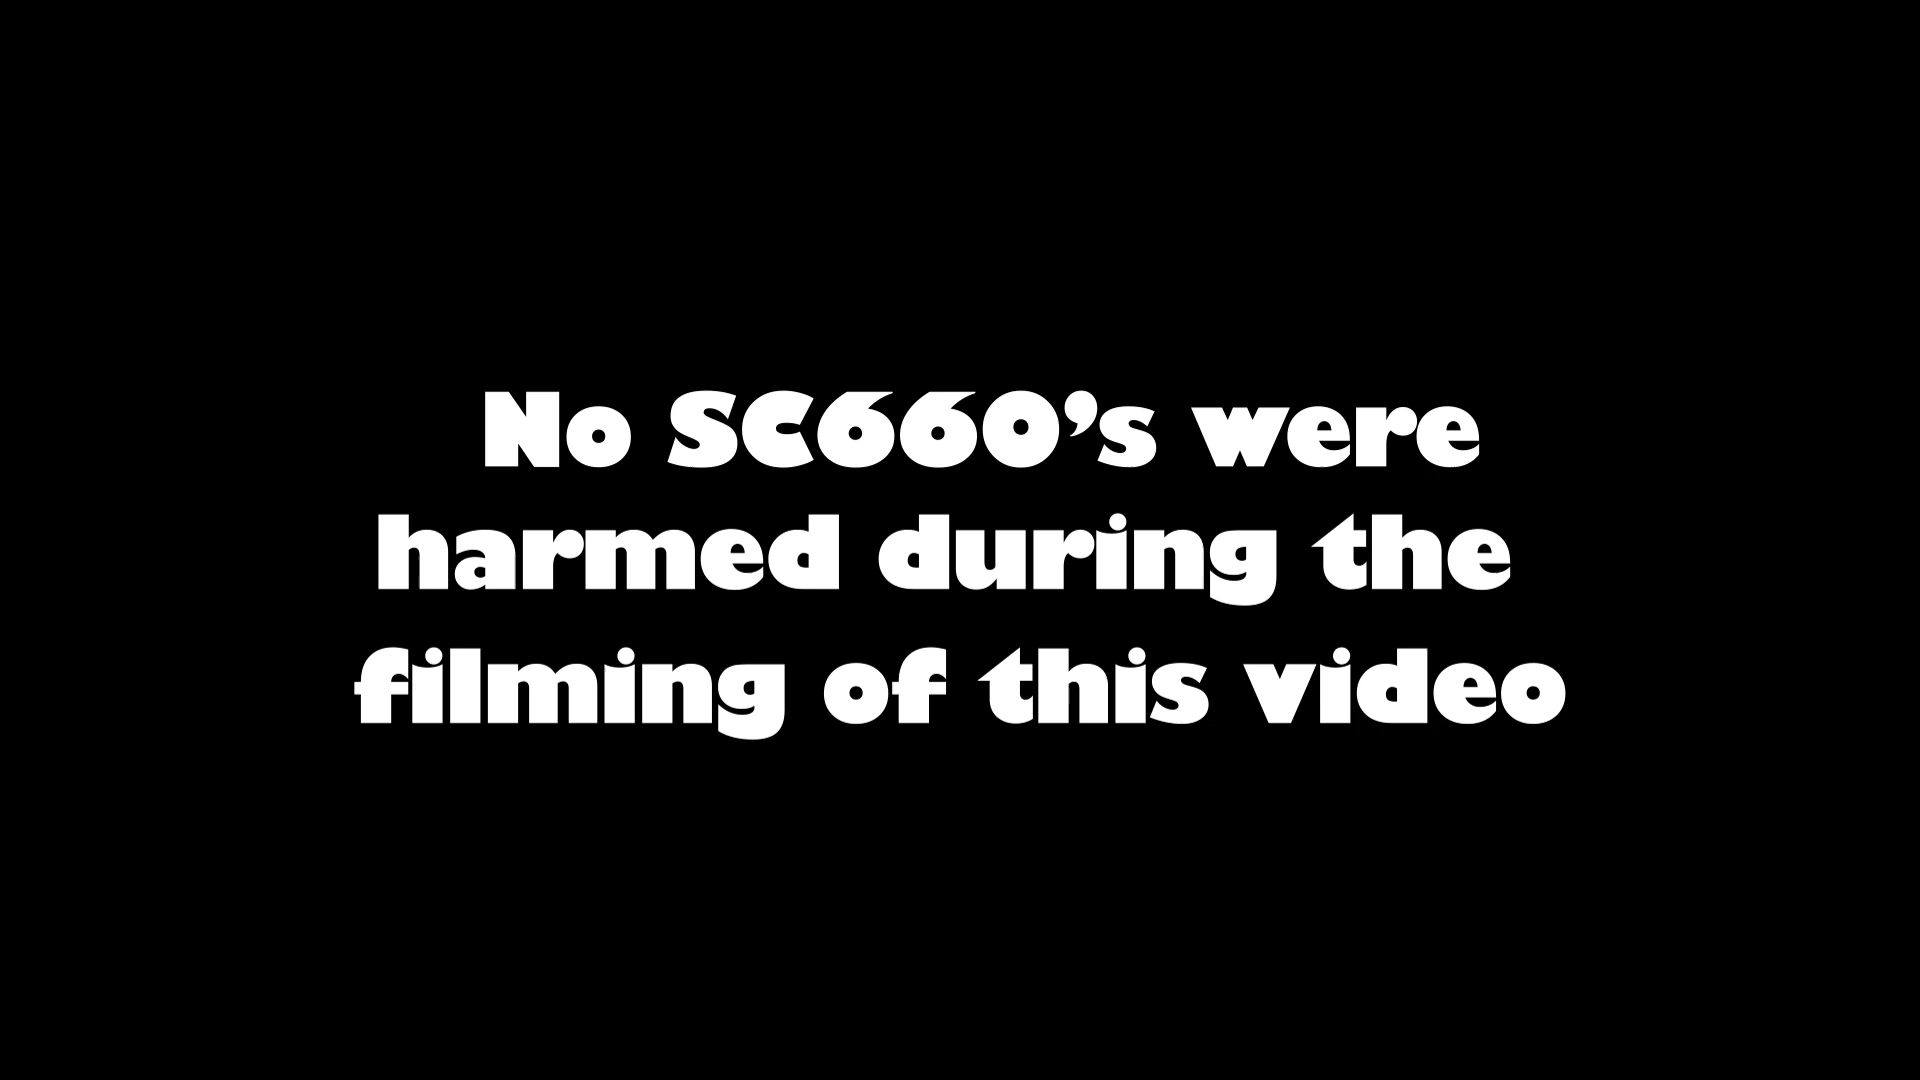 No SC660’s were
harmed during the
filming of this video